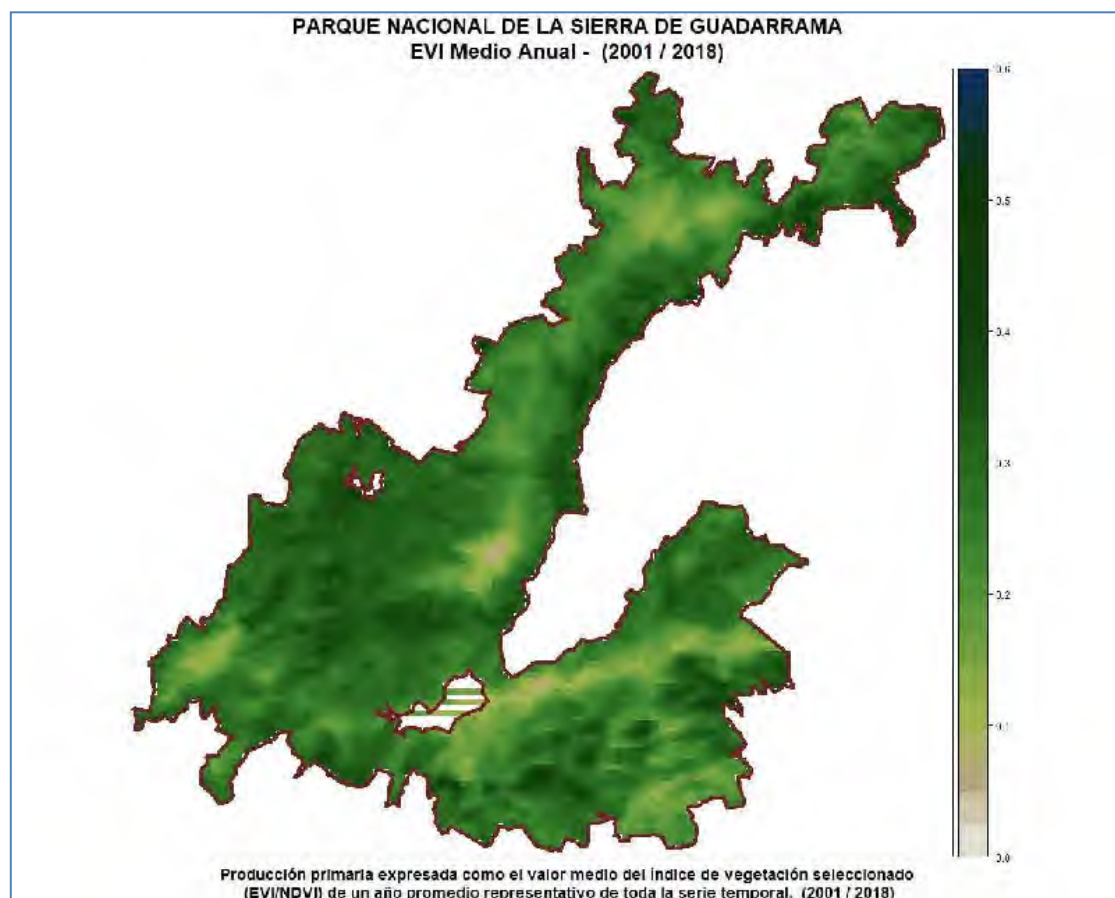 PARQUE NACIONAL DE LA SIERRA DE GUADARRAMA
EVI Medio Anual - (2001 / 2018)
0.6
0.5
0.4
0.3
0.2
0.1
0.0
Producción primaria expresada como el valor medio del índice de vegetación seleccionado
(EVI/NDVI) de un año promedio representativo de toda la serie temporal. (2001 / 2018)